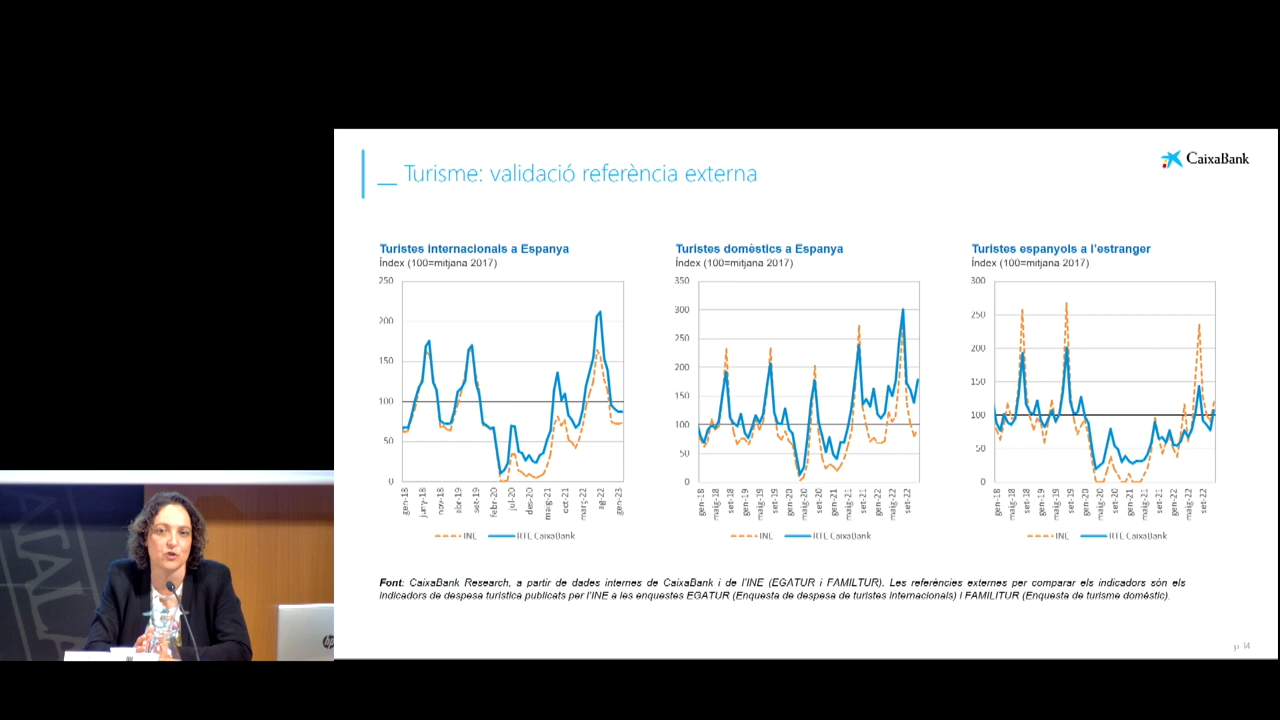 __ Turisme: validació referència externa
CaixaBank
Turistes internacionals a Espanya
Índex (100=mitjana 2017)
250
200
150
100
50
0
gen-18
juny-18
nov-18
abr-19
set-19
febr-20
jul-20
des-20
maig-21
oct-21
març-22
ag-22
gen-23
INE
RTL CaixaBank
Turistes domèstics a Espanya
Índex (100=mitjana 2017)
350
300
250
200
150
100
50
0
gen-18
maig-18
set-18
gen-19
maig-19
set-19
gen-20
maig-20
set-20
gen-21
maig-21
set-21
gen-22
maig-22
set-22
INE
RTL CaixaBank
Turistes espanyols a l'estranger
Índex (100=mitjana 2017)
300
250
200
150
100
50
0
gen-18
maig-18
set-18
gen-19
maig-19
set-19
gen-20
maig-20
set-20
gen-21
maig-21
set-21
gen-22
maig-22
set-22
INE
RTL CaixaBank
Font: CaixaBank Research, a partir de dades internes de CaixaBank i de l'INE (EGATUR i FAMILTUR). Les referències externes per comparar els indicadors són els
indicadors de despesa turística publicats per l'INE a les enquestes EGATUR (Enquesta de despesa de turistes internacionals) i FAMILITUR (Enquesta de turisme domèstic).
p 14
ATALA
hp